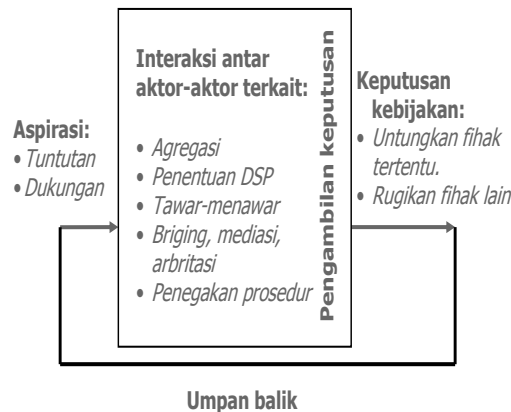 Aspirasi:
• Tuntutan
• Dukungan
Interaksi antar
aktor-aktor terkait:
• Agregasi
• Penentuan DSP
• Tawar-menawar
• Briging, mediasi,
arbritasi
• Penegakan prosedur
Pengambilan keputusan
Keputusan
kebijakan:
• Untungkan fihak
tertentu.
• Rugikan fihak lain
Umpan balik